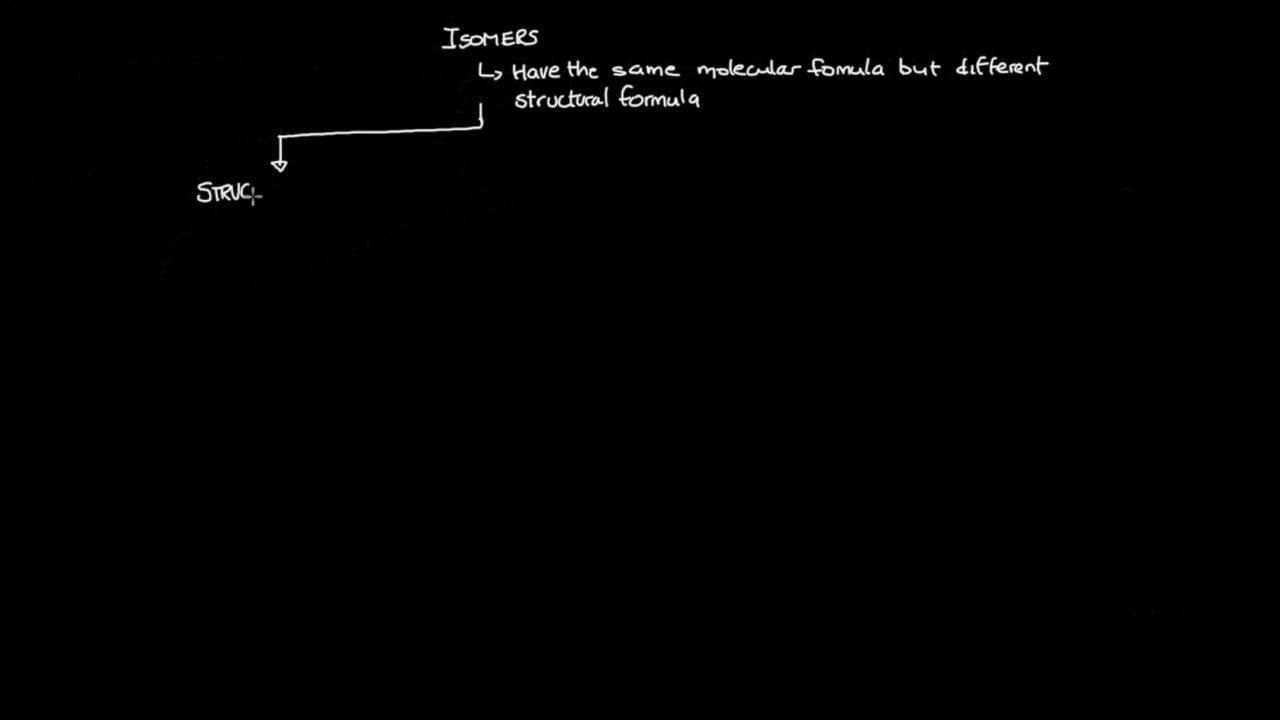 ISOMERS
Have the same molecular fomula but different
structural formula
STRUC